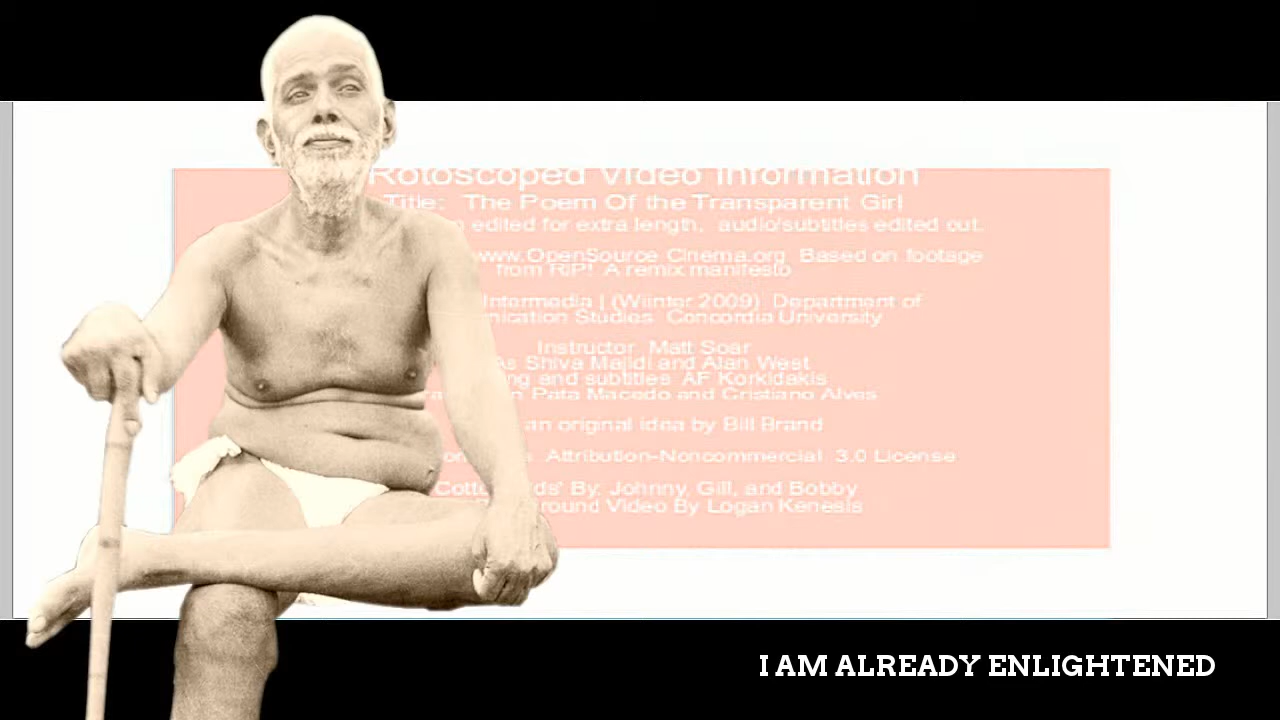 Rotoscoped Video Information
Title: The Poem Of the Transparent Girl
edited for extra length, audio/subtitles edited out.
www.OpenSource Cinema.org Based on footage
from RIP! A remix manifesto
Intermedia | (Wiinter 2009) Department of
Studies Concordia University
Instructor Matt Soar
As Shiva Majidi and Alan West
and subtitles AF Korkidakis
Pata Macedo and Cristiano Alves
an original idea by Bill Brand
Attribution-Noncommercial 3.0 License
By: Johnny, Gill, and Bobby
Video By Logan Kenesis
I AM ALREADY ENLIGHTENED